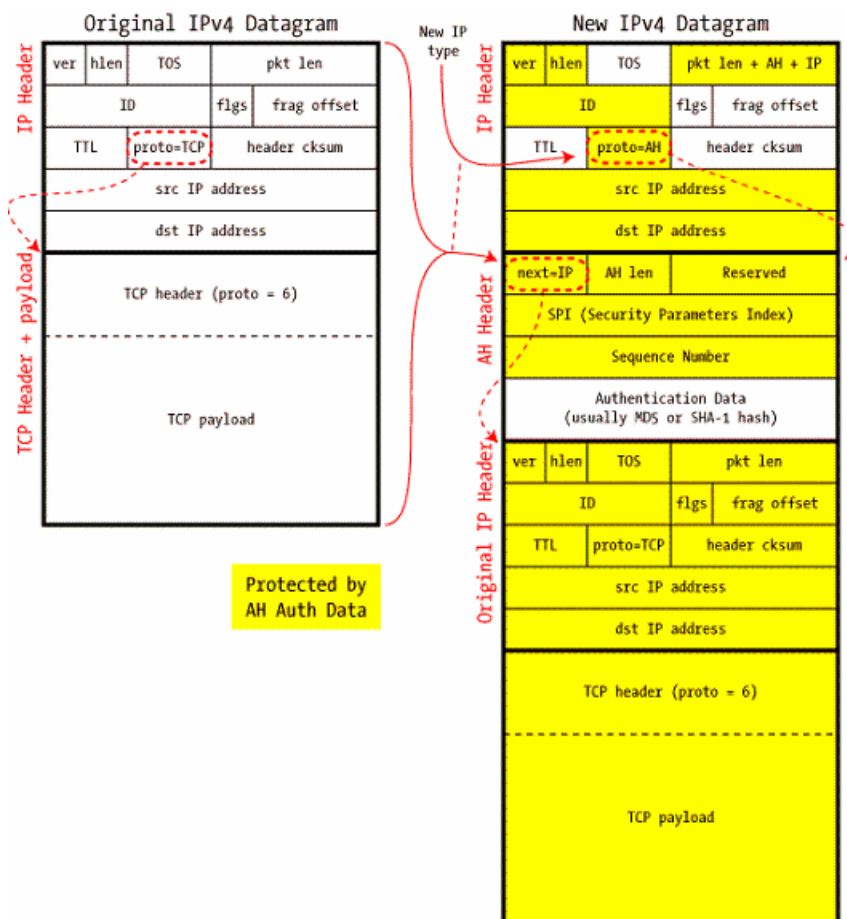 Original IPv4 Datagram
IP Header
ver hlen TOS pkt len
ID flgs frag offset
TTL proto=TCP header cksum
src IP address
dst IP address
TCP Header + payload
TCP header (proto = 6)
TCP payload
Protected by
AH Auth Data
New IP
type
New IPv4 Datagram
IP Header
ver hlen TOS pkt len + AH + IP
ID flgs frag offset
TTL proto=AH header cksum
src IP address
dst IP address
AH Header
next=IP AH len Reserved
SPI (Security Parameters Index)
Sequence Number
Authentication Data
(usually MD5 or SHA-1 hash)
Original IP Header
ver hlen TOS pkt len
ID flgs frag offset
TTL proto=TCP header cksum
src IP address
dst IP address
TCP header (proto = 6)
TCP payload